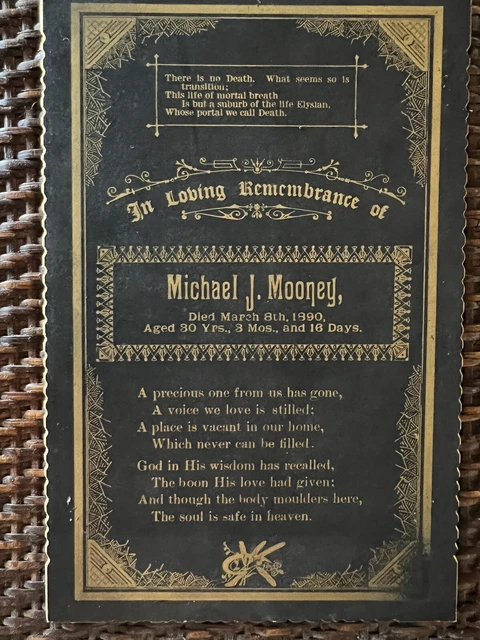 There is no Death. What seems so is
transition;
This life of mortal breath
Is but a suburb of the life Elysian,
Whose portal we call Death.
In Loving Remembrance of
Michael J. Mooney,
Died March 8th, 1890,
Aged 30 Yrs., 3 Mos., and 16 Days.
A precious one from us has gone,
A voice we love is stilled;
A place is vacant in our home,
Which never can be filled.
God in His wisdom has recalled,
The boon His love had given;
And though the body moulders here,
The soul is safe in heaven.